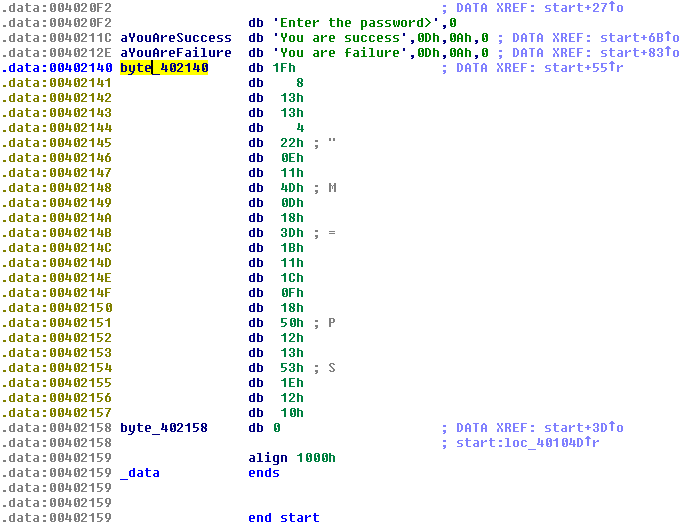 .data:004020F2 ; DATA XREF: start+27↑o
.data:004020F2 db 'Enter the password>',0
.data:0040211C aYouAreSuccess db 'You are success',0Dh,0Ah,0 ; DATA XREF: start+6B↑o
.data:0040212E aYouAreFailure db 'You are failure',0Dh,0Ah,0 ; DATA XREF: start+83↑o
.data:00402140 byte_402140 db 1Fh ; DATA XREF: start+55↑r
.data:00402141 db 8
.data:00402142 db 13h
.data:00402143 db 13h
.data:00402144 db 4
.data:00402145 db 22h ; "
.data:00402146 db 0Eh
.data:00402147 db 11h
.data:00402148 db 4Dh ; M
.data:00402149 db 0Dh
.data:0040214A db 18h
.data:0040214B db 3Dh ; =
.data:0040214C db 1Bh
.data:0040214D db 11h
.data:0040214E db 1Ch
.data:0040214F db 0Fh
.data:00402150 db 18h
.data:00402151 db 50h ; P
.data:00402152 db 12h
.data:00402153 db 13h
.data:00402154 db 53h ; S
.data:00402155 db 1Eh
.data:00402156 db 12h
.data:00402157 db 10h
.data:00402158 byte_402158 db 0 ; DATA XREF: start+3D↑o
.data:00402158 ; start:loc_40104D↑r
.data:00402159 align 1000h
.data:00402159 _data ends
.data:00402159
.data:00402159
.data:00402159 end start